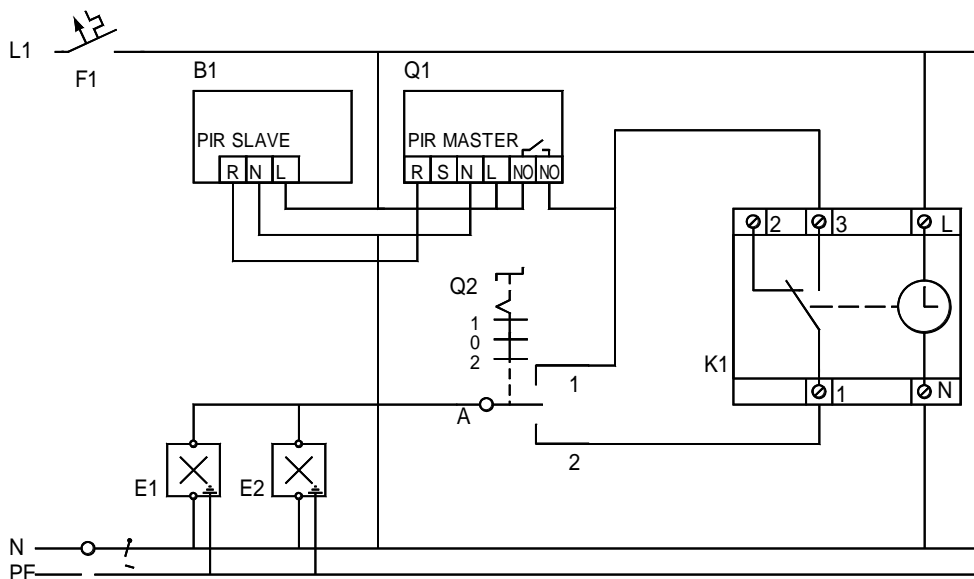 L1
F1
B1
Q1
PIR SLAVE
PIR MASTER
R N L
R S N L NO NO
2 3 L
Q2
1
0
2
1
K1
1 N
A
2
E1 E2
N
PE